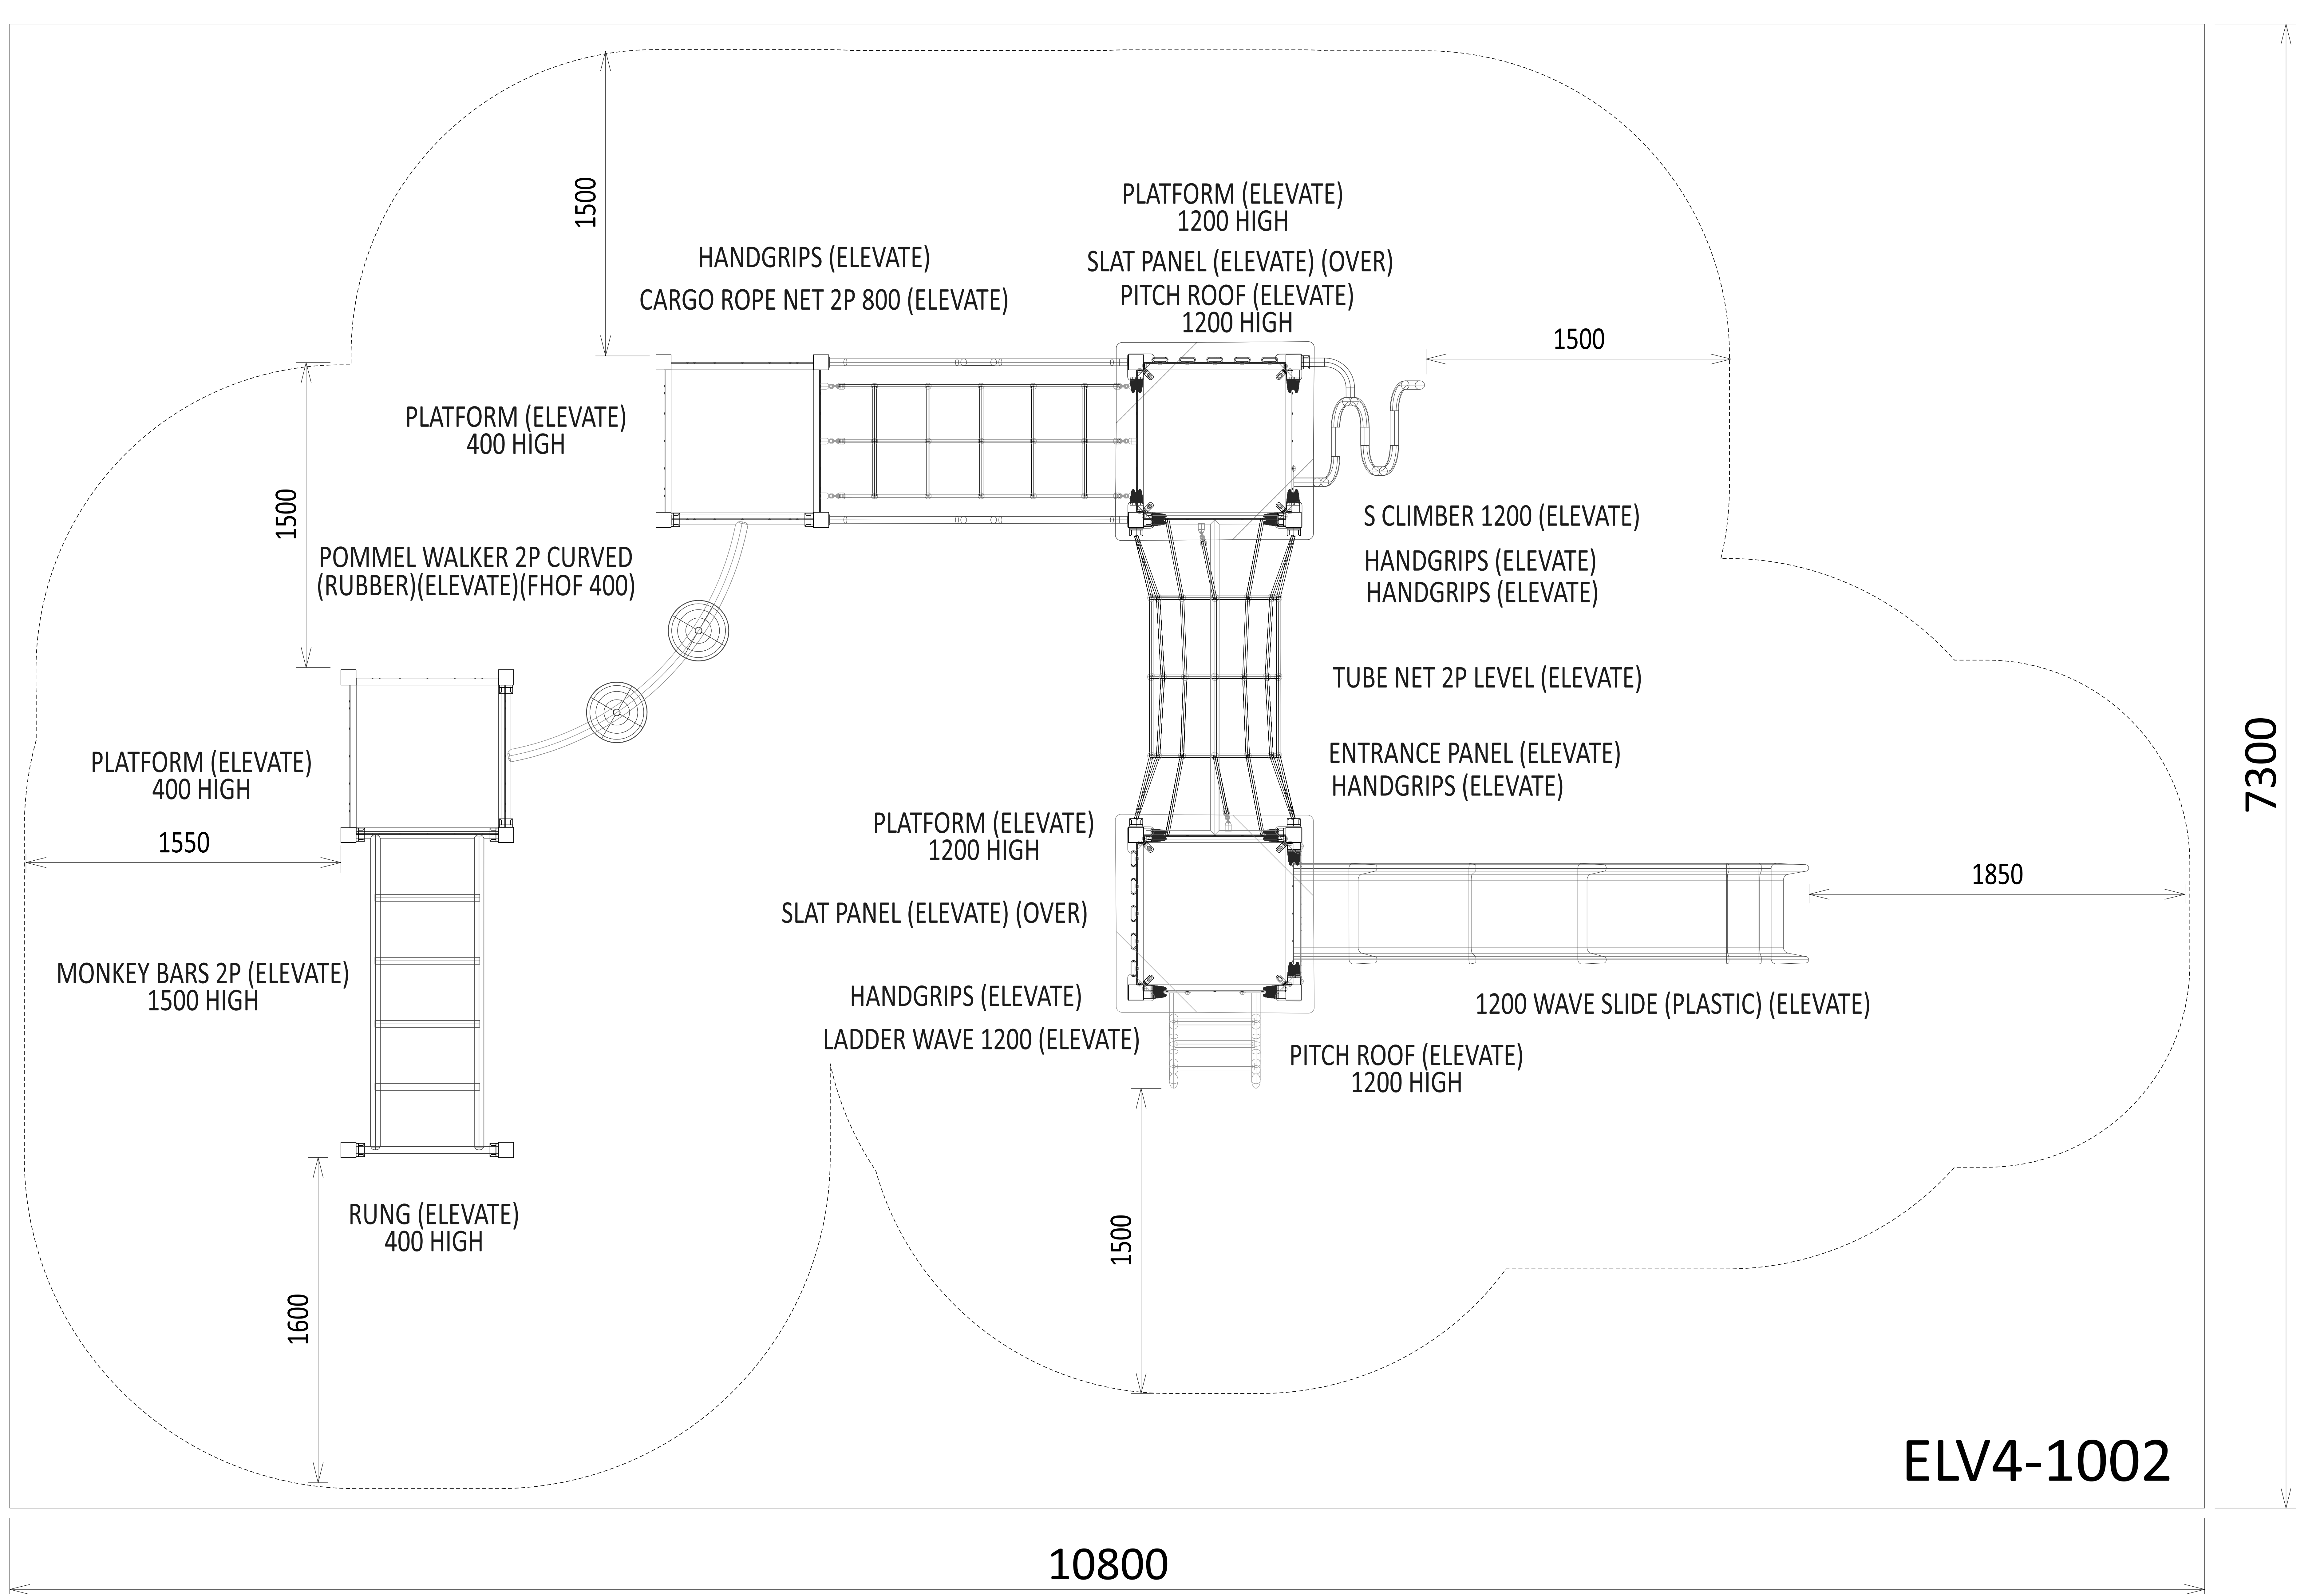 1500
PLATFORM (ELEVATE)
1200 HIGH
SLAT PANEL (ELEVATE) (OVER)
PITCH ROOF (ELEVATE)
1200 HIGH
HANDGRIPS (ELEVATE)
CARGO ROPE NET 2P 800 (ELEVATE)
1500
PLATFORM (ELEVATE)
400 HIGH
1500
POMMEL WALKER 2P CURVED
(RUBBER)(ELEVATE)(FHOF 400)
S CLIMBER 1200 (ELEVATE)
HANDGRIPS (ELEVATE)
HANDGRIPS (ELEVATE)
TUBE NET 2P LEVEL (ELEVATE)
ENTRANCE PANEL (ELEVATE)
HANDGRIPS (ELEVATE)
7300
PLATFORM (ELEVATE)
400 HIGH
1550
PLATFORM (ELEVATE)
1200 HIGH
1850
SLAT PANEL (ELEVATE) (OVER)
MONKEY BARS 2P (ELEVATE)
1500 HIGH
HANDGRIPS (ELEVATE)
LADDER WAVE 1200 (ELEVATE)
1200 WAVE SLIDE (PLASTIC) (ELEVATE)
PITCH ROOF (ELEVATE)
1200 HIGH
RUNG (ELEVATE)
400 HIGH
1500
1600
ELV4-1002
10800